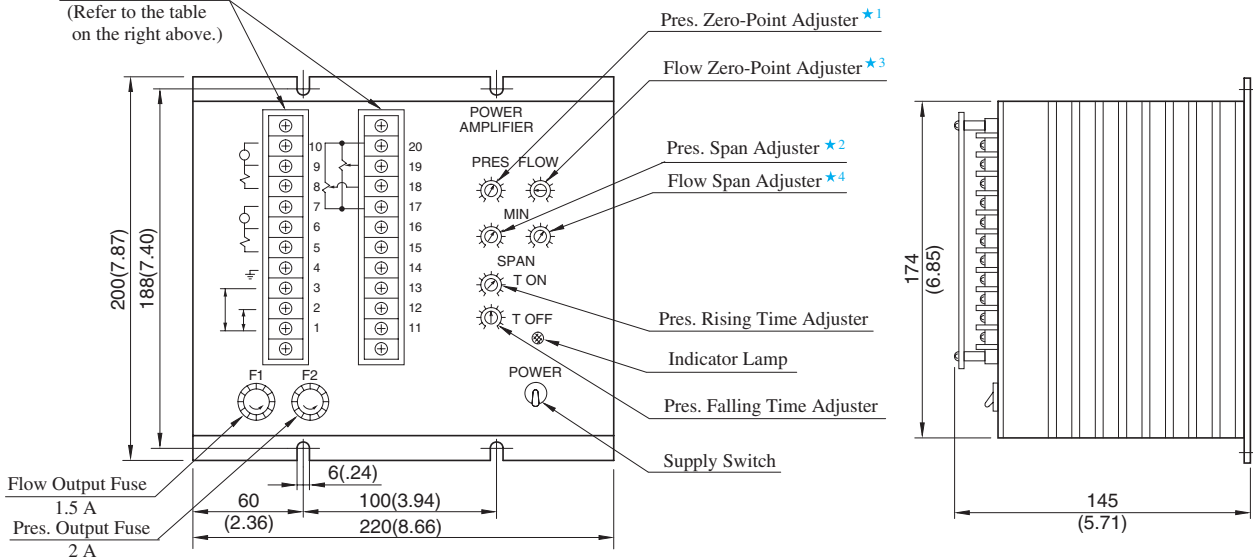 (Refer to the table
on the right above.)
Pres. Zero-Point Adjuster ★1
Flow Zero-Point Adjuster ★3
Pres. Span Adjuster ★2
Flow Span Adjuster ★4
Pres. Rising Time Adjuster
Indicator Lamp
Pres. Falling Time Adjuster
Supply Switch
POWER
AMPLIFIER
PRES FLOW
MIN
SPAN
T ON
T OFF
POWER
10
9
8
7
6
5
4
3
2
1
20
19
18
17
16
15
14
13
12
11
F1 F2
200(7.87)
188(7.40)
Flow Output Fuse
1.5 A
Pres. Output Fuse
2 A
6(.24)
60
(2.36)
100(3.94)
220(8.66)
174
(6.85)
145
(5.71)